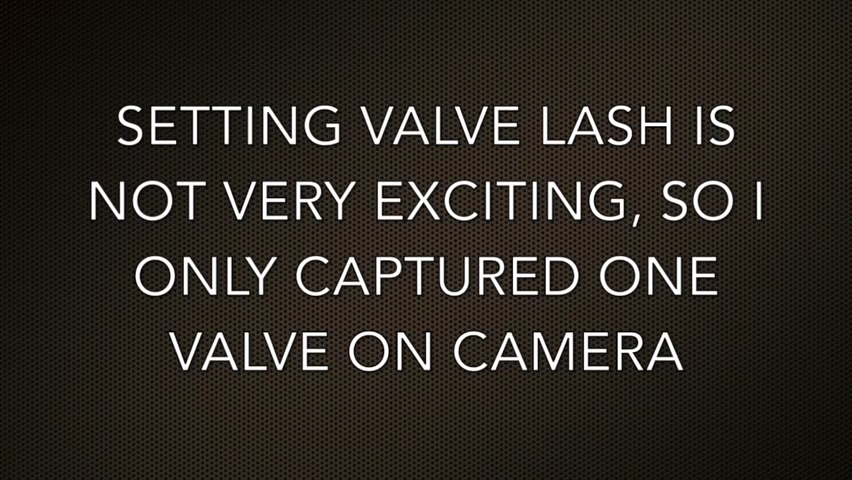 SETTING VALVE LASH IS
NOT VERY EXCITING, SO I
ONLY CAPTURED ONE
VALVE ON CAMERA